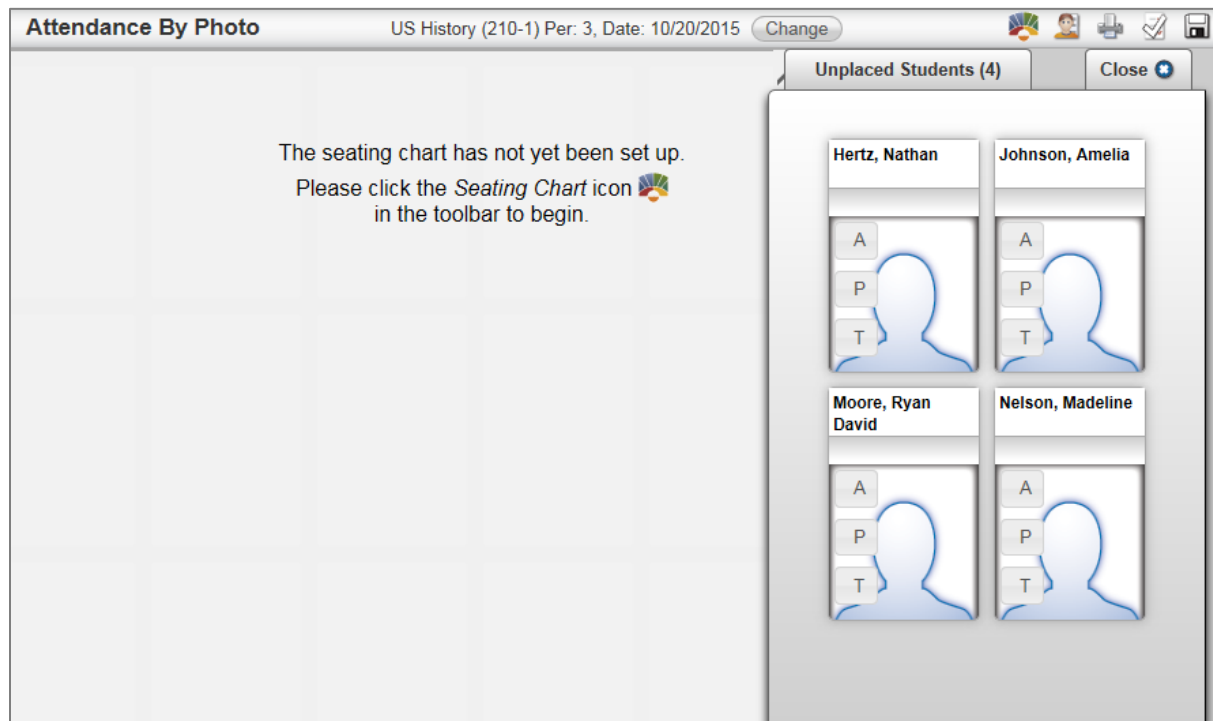 Attendance By Photo
US History (210-1) Per: 3, Date: 10/20/2015 Change
Unplaced Students (4)
Close
The seating chart has not yet been set up.
Please click the Seating Chart icon
in the toolbar to begin.
Hertz, Nathan
A
P
T
Johnson, Amelia
A
P
T
Moore, Ryan
David
A
P
T
Nelson, Madeline
A
P
T